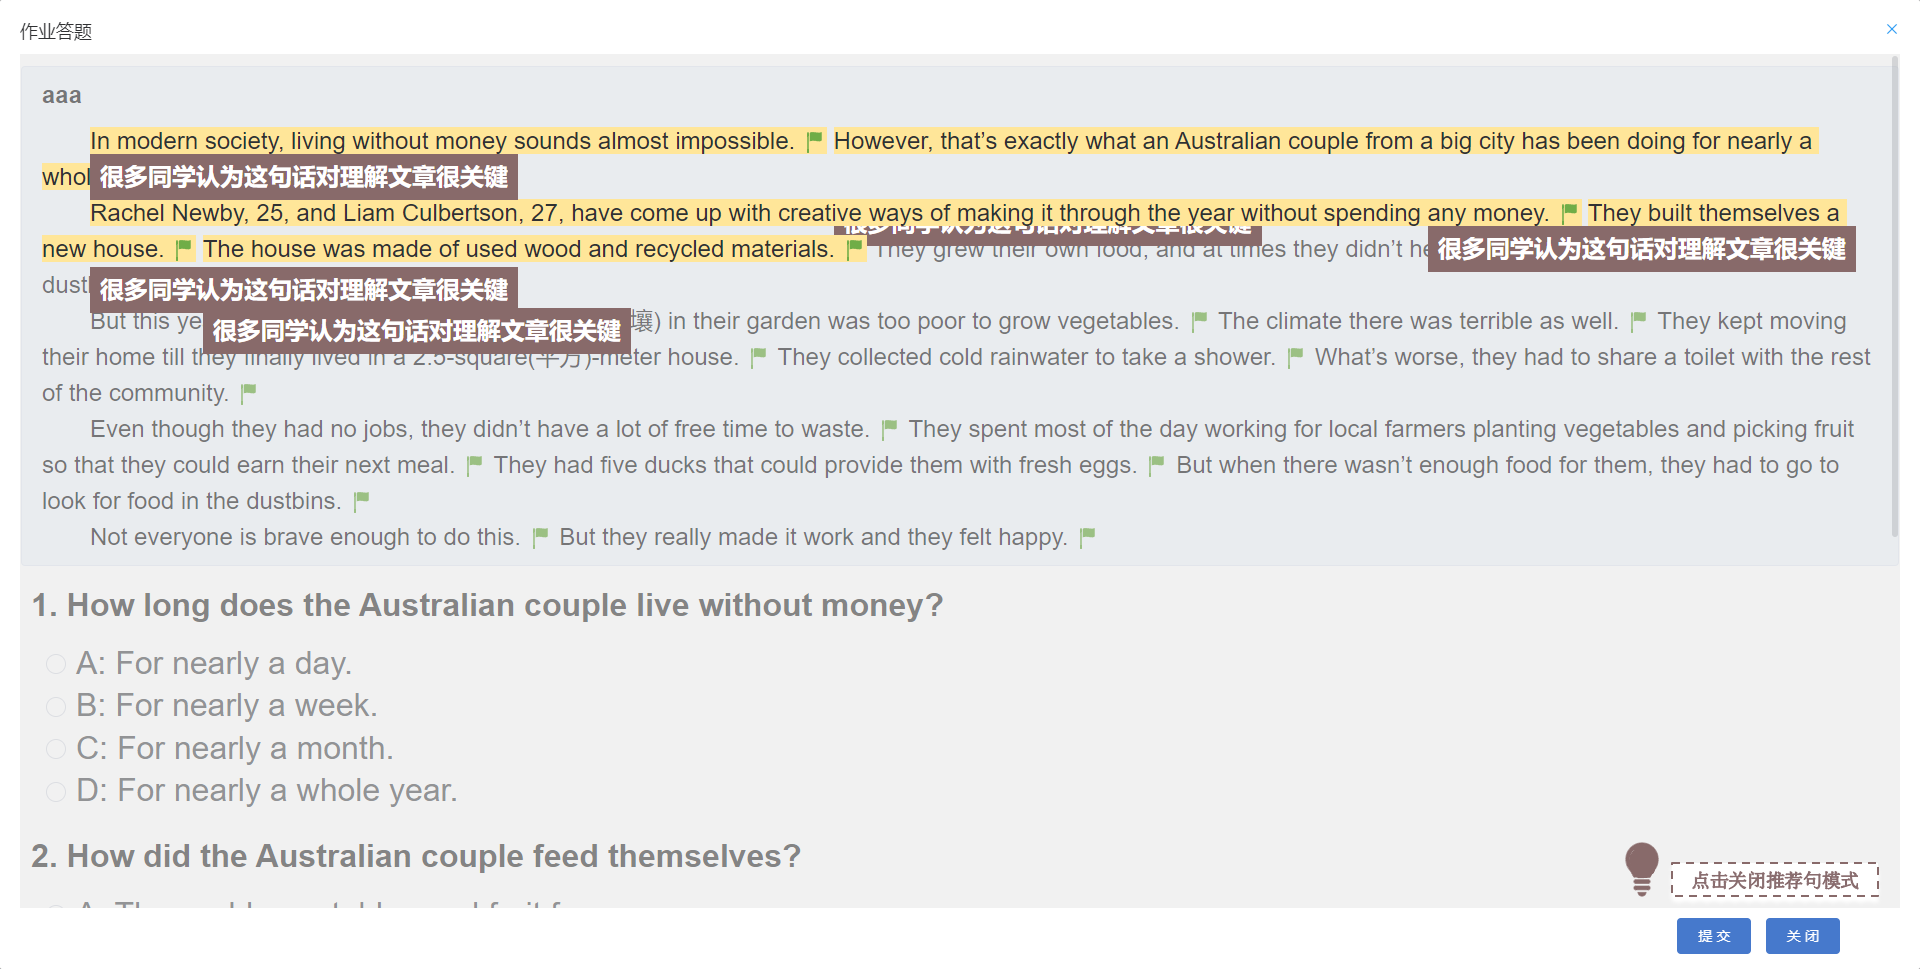 作业答题
aaa
In modern society, living without money sounds almost impossible. However, that’s exactly what an Australian couple from a big city has been doing for nearly a
很多同学认为这句话对理解文章很关键
Rachel Newby, 25, and Liam Culbertson, 27, have come up with creative ways of making it through the year without spending any money. They built themselves a
很多同学认为这句话对理解文章很关键
new house. The house was made of used wood and recycled materials. They grew their own food, and at times they didn’t
很多同学认为这句话对理解文章很关键
很多同学认为这句话对理解文章很关键
But this 壤) in their garden was too poor to grow vegetables. The climate there was terrible as well. They kept moving
很多同学认为这句话对理解文章很关键
their home till they finally lived in a 2.5-square(平方)-meter house. They collected cold rainwater to take a shower. What’s worse, they had to share a toilet with the rest
of the community.
Even though they had no jobs, they didn’t have a lot of free time to waste. They spent most of the day working for local farmers planting vegetables and picking fruit
so that they could earn their next meal. They had five ducks that could provide them with fresh eggs. But when there wasn’t enough food for them, they had to go to
look for food in the dustbins.
Not everyone is brave enough to do this. But they really made it work and they felt happy.
1. How long does the Australian couple live without money?
A: For nearly a day.
B: For nearly a week.
C: For nearly a month.
D: For nearly a whole year.
2. How did the Australian couple feed themselves?
点击关闭推荐句模式
提交 关闭